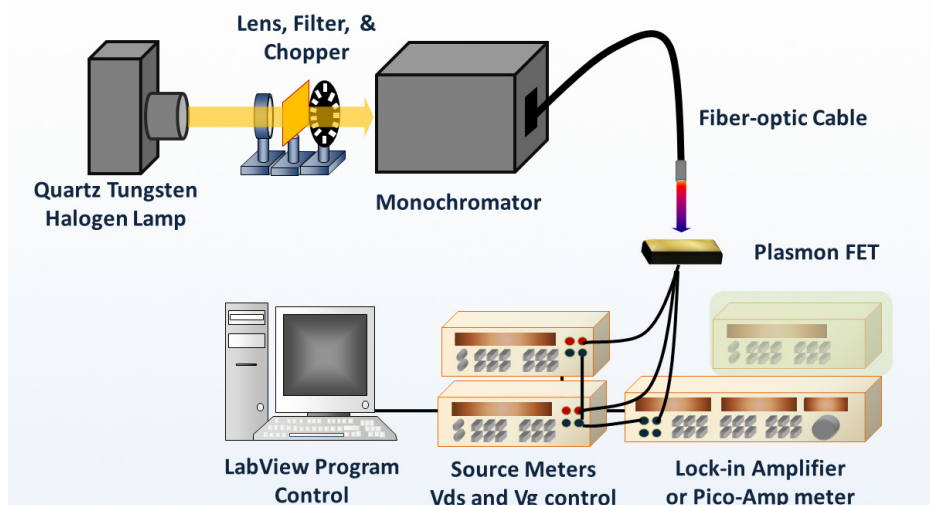 Lens, Filter, &
Chopper
Fiber-optic Cable
Quartz Tungsten
Halogen Lamp
Monochromator
Plasmon FET
LabView Program
Control
Source Meters
Vds and Vg control
Lock-in Amplifier
or Pico-Amp meter